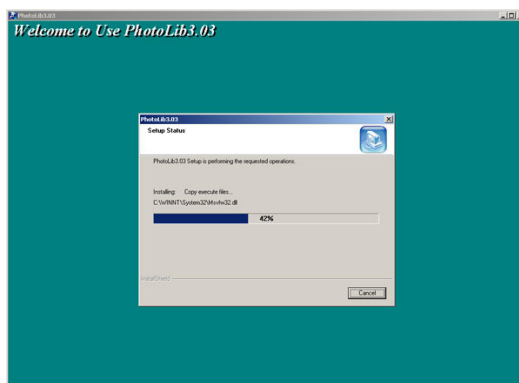 PhotoLib3.03
Welcome to Use PhotoLib3.03
PhotoLib3.03
Setup Status
PhotoLib3.03 Setup is performing the requested operations.
Installing: Copy execute files...
C:\WINNT\System32\Msvfw32.dll
42%
InstallShield
Cancel